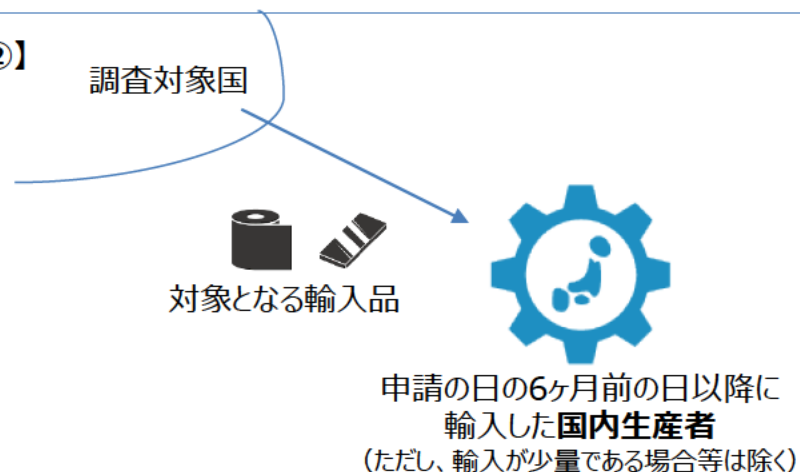 ②】
調査対象国
対象となる輸入品
申請の日の6ヶ月前の日以降に
輸入した国内生産者
（ただし、輸入が少量である場合等は除く）